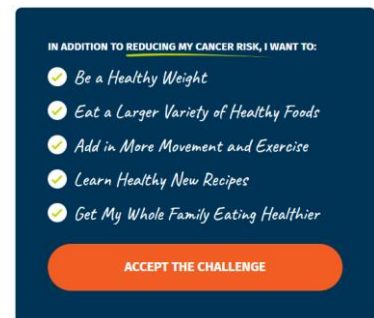 IN ADDITION TO REDUCING MY CANCER RISK, I WANT TO:
Be a Healthy Weight
Eat a Larger Variety of Healthy Foods
Add in More Movement and Exercise
Learn Healthy New Recipes
Get My Whole Family Eating Healthier
ACCEPT THE CHALLENGE